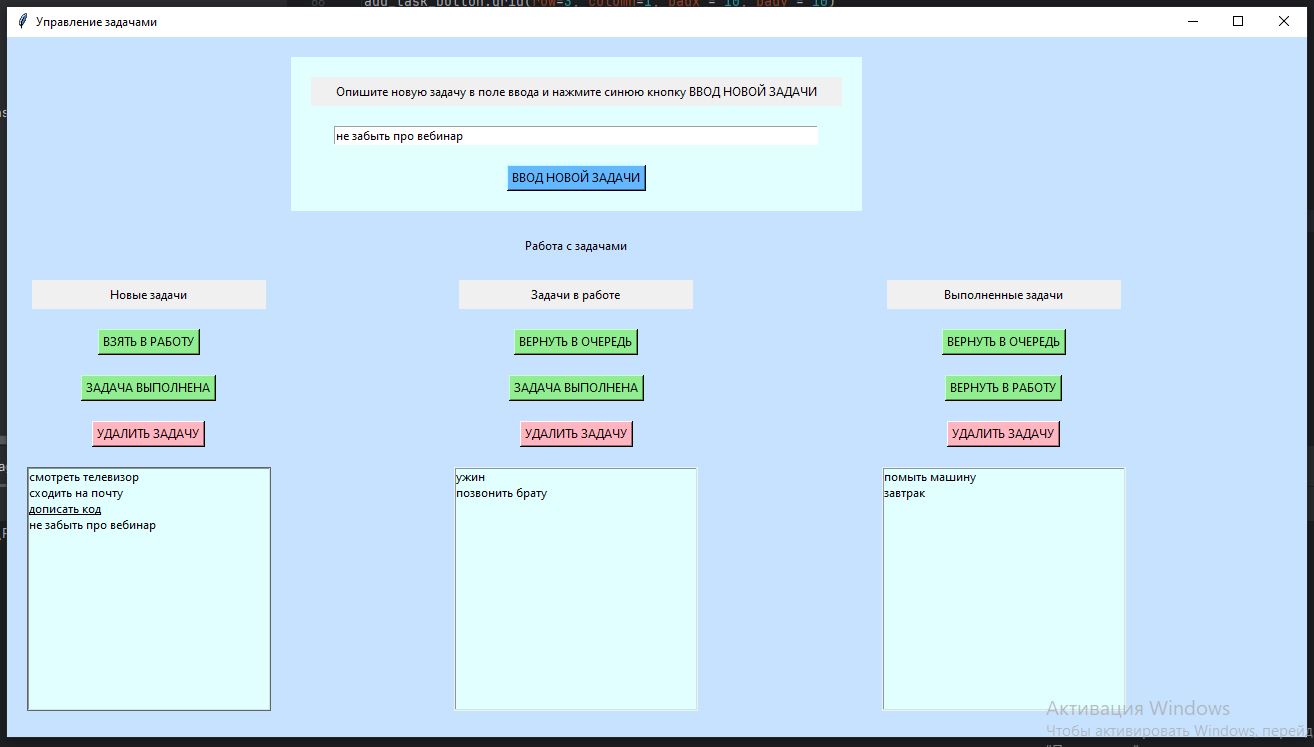 add_task_button.grid(row=3, column=1, padx = 10, pady = 10)
Управление задачами
Опишите новую задачу в поле ввода и нажмите синюю кнопку ВВОД НОВОЙ ЗАДАЧИ
не забыть про вебинар
ВВОД НОВОЙ ЗАДАЧИ
Работа с задачами
Новые задачи
Задачи в работе
Выполненные задачи
ВЗЯТЬ В РАБОТУ
ВЕРНУТЬ В ОЧЕРЕДЬ
ВЕРНУТЬ В ОЧЕРЕДЬ
ЗАДАЧА ВЫПОЛНЕНА
ЗАДАЧА ВЫПОЛНЕНА
ВЕРНУТЬ В РАБОТУ
УДАЛИТЬ ЗАДАЧУ
УДАЛИТЬ ЗАДАЧУ
УДАЛИТЬ ЗАДАЧУ
смотреть телевизор
сходить на почту
дописать код
не забыть про вебинар
ужин
позвонить брату
помыть машину
завтрак
Активация Windows
Чтобы активировать Windows, перейд